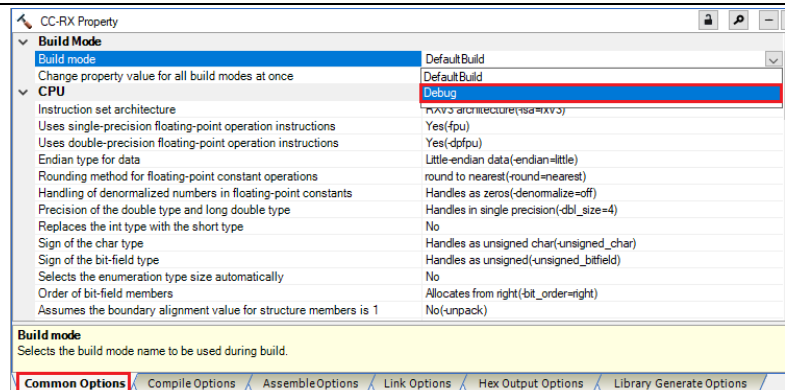 CC-RX Property
Build Mode
Build mode DefaultBuild
Change property value for all build modes at once DefaultBuild
CPU Debug
Instruction set architecture RXV3 architecture(-isa=rxv3)
Uses single-precision floating-point operation instructions Yes(-fpu)
Uses double-precision floating-point operation instructions Yes(-dpfpu)
Endian type for data Little-endian data(-endian=little)
Rounding method for floating-point constant operations round to nearest(-round=nearest)
Handling of denormalized numbers in floating-point constants Handles as zeros(-denormalize=off)
Precision of the double type and long double type Handles in single precision(-dbl_size=4)
Replaces the int type with the short type No
Sign of the char type Handles as unsigned char(-unsigned_char)
Sign of the bit-field type Handles as unsigned(-unsigned_bitfield)
Selects the enumeration type size automatically No
Order of bit-field members Allocates from right(-bit_order=right)
Assumes the boundary alignment value for structure members is 1 No(-unpack)
Build mode
Selects the build mode name to be used during build.
Common Options Compile Options Assemble Options Link Options Hex Output Options Library Generate Options